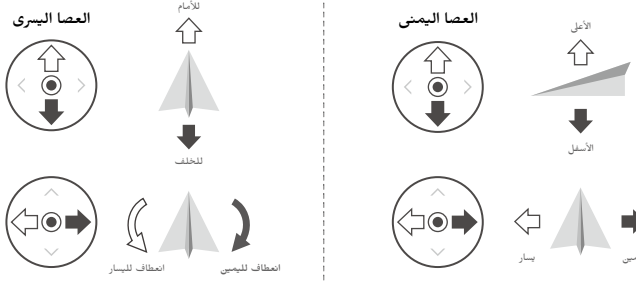 العصا اليمنى
الأعلى
الأسفل
يسار
العصا اليسرى
للأمام
للخلف
انعطاف لليمين
انعطاف لليسار